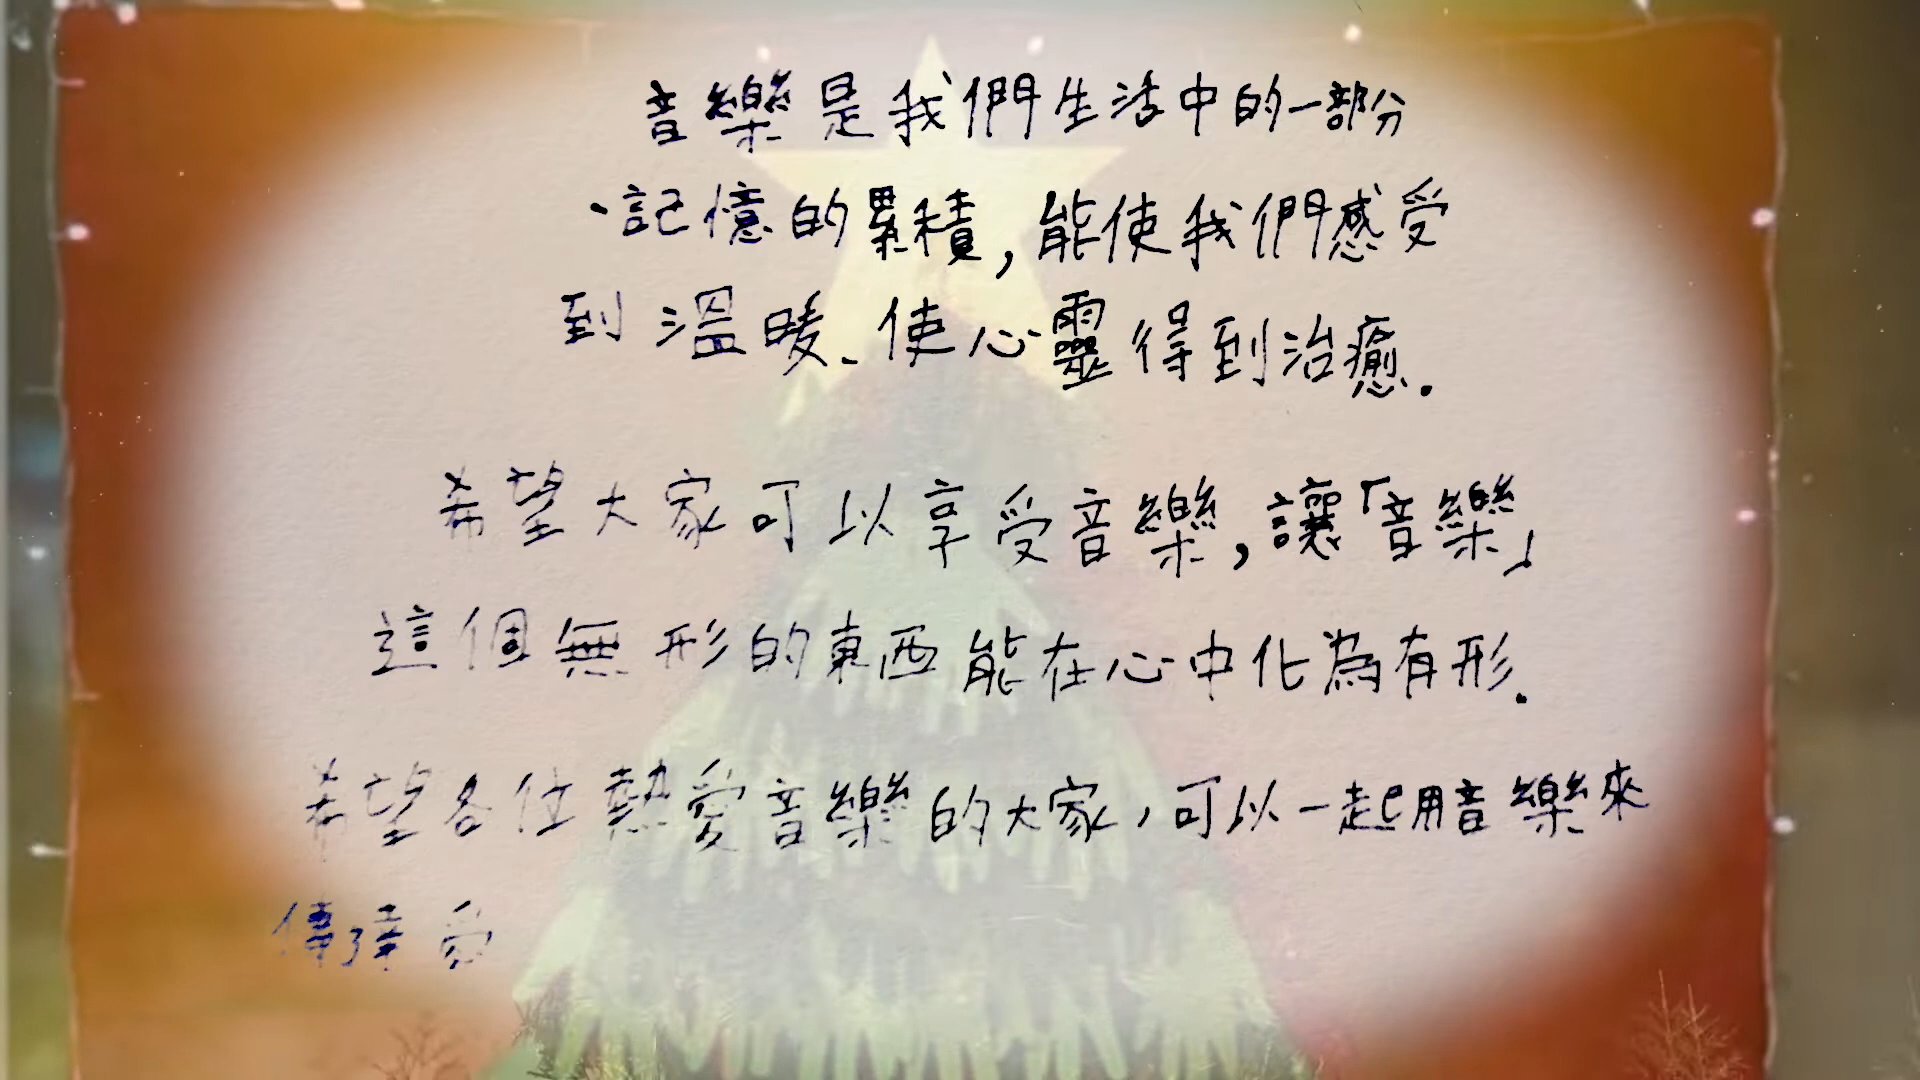 音樂是我們生活中的一部分
、記憶的累積,能使我們感受
到溫暖、使心靈得到治癒.
希望大家可以享受音樂,讓「音樂」
這個無形的東西能在心中化為有形.
希望各位熱愛音樂的大家,可以一起用音樂來
傳達愛